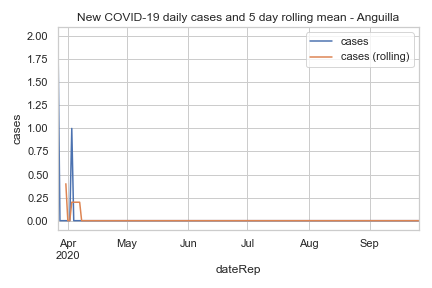 New COVID-19 daily cases and 5 day rolling mean - Anguilla
cases
cases (rolling)
2.00
1.75
1.50
1.25
1.00
0.75
0.50
0.25
0.00
cases
Apr May Jun Jul Aug Sep
2020
dateRep